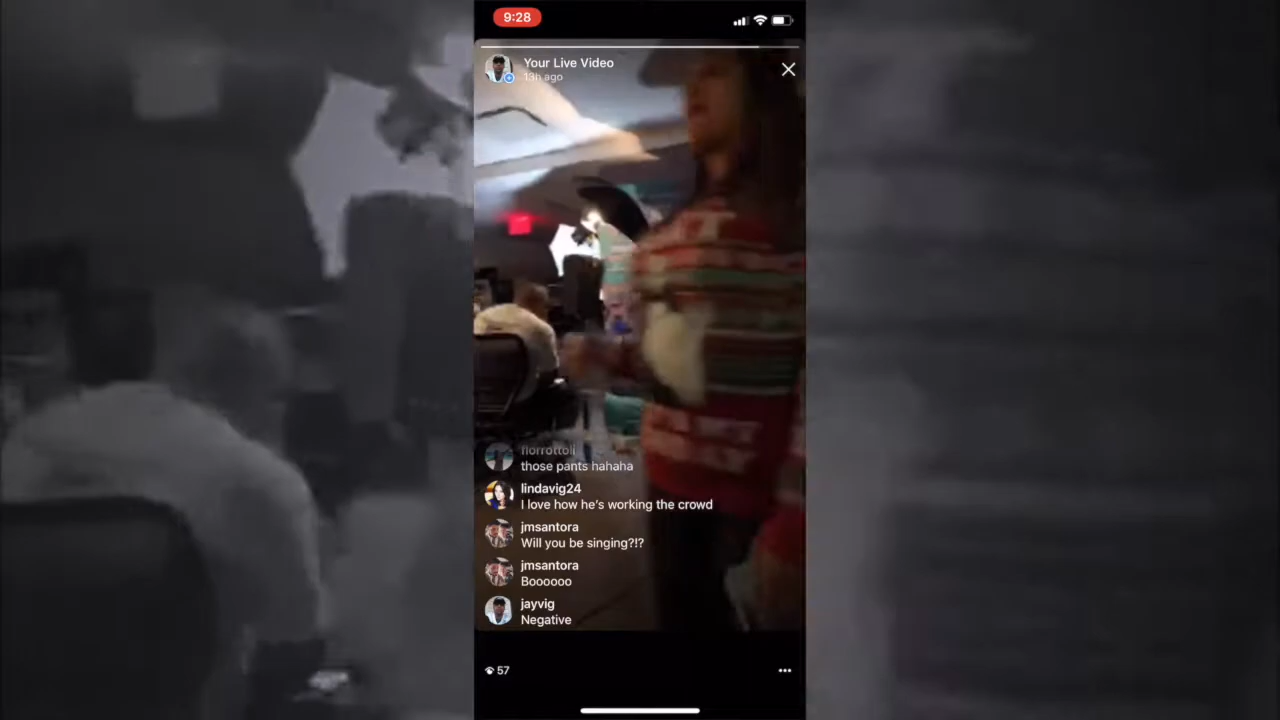 9:28
Your Live Video
13h ago
those pants hahaha
lindavig24
I love how he's working the crowd
jmsantora
Will you be singing?!?
jmsantora
Boooooo
jayvig
Negative
57